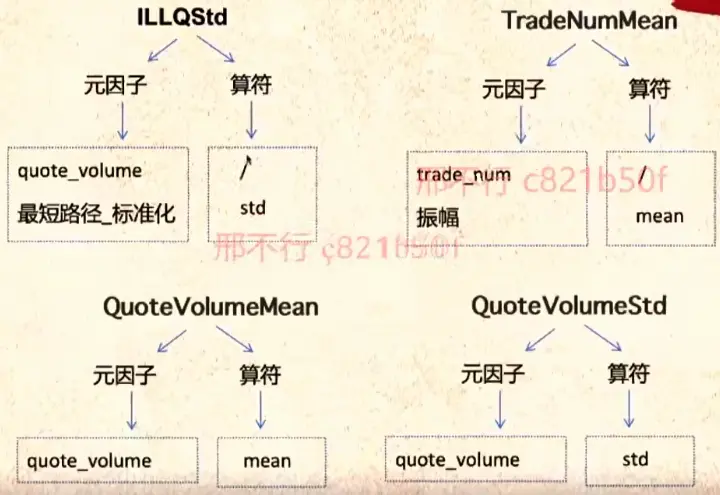 ILLQStd
TradeNumMean
元因子
算符
元因子
算符
quote_volume
最短路径_标准化
/
std
trade_num
振幅
/
mean
邢不行 c821b50f
邢不行 c821b50f
QuoteVolumeMean
QuoteVolumeStd
元因子
算符
元因子
算符
quote_volume
mean
quote_volume
std